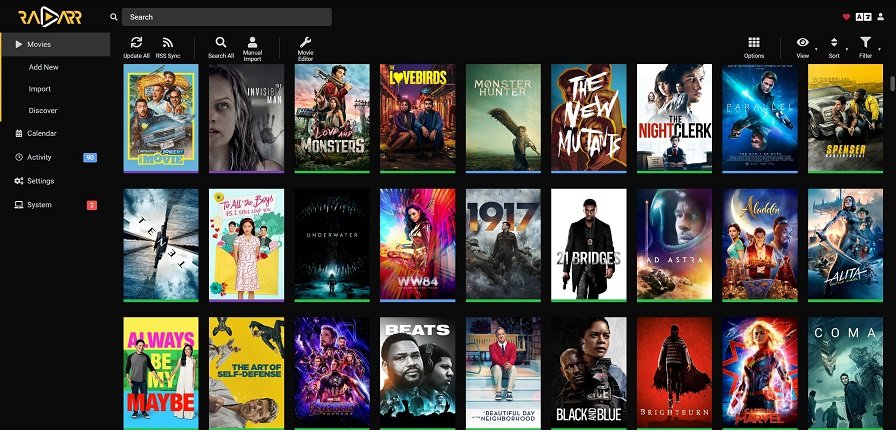 RADARR
Search
Movies
Add New
Import
Discover
Calendar
Activity
90
Settings
System
2
Update All
RSS Sync
Search All
Manual
Import
Movie
Editor
Options
View
Sort
Filter
MOVIE
THE
INVISIBLE
MAN
LOVE AND
MONSTERS
THE
LOVEBIRDS
MONSTER
HUNTER
THE
NEW
MUTANTS
THE
NIGHT CLERK
PARALLEL
SPENSER
CONFIDENTIAL
TENET
To All the Boys
P.S. I STILL LOVE YOU
UNDERWATER
WW84
1917
21 BRIDGES
AD ASTRA
Aladdin
ALITA
ALWAYS
BE MY
MAYBE
THE ART OF
SELF-DEFENSE
BEATS
A BEAUTIFUL DAY
IN THE
NEIGHBORHOOD
BLACK AND BLUE
BRIGHTBURN
CAPTAIN
MARVEL
COMA